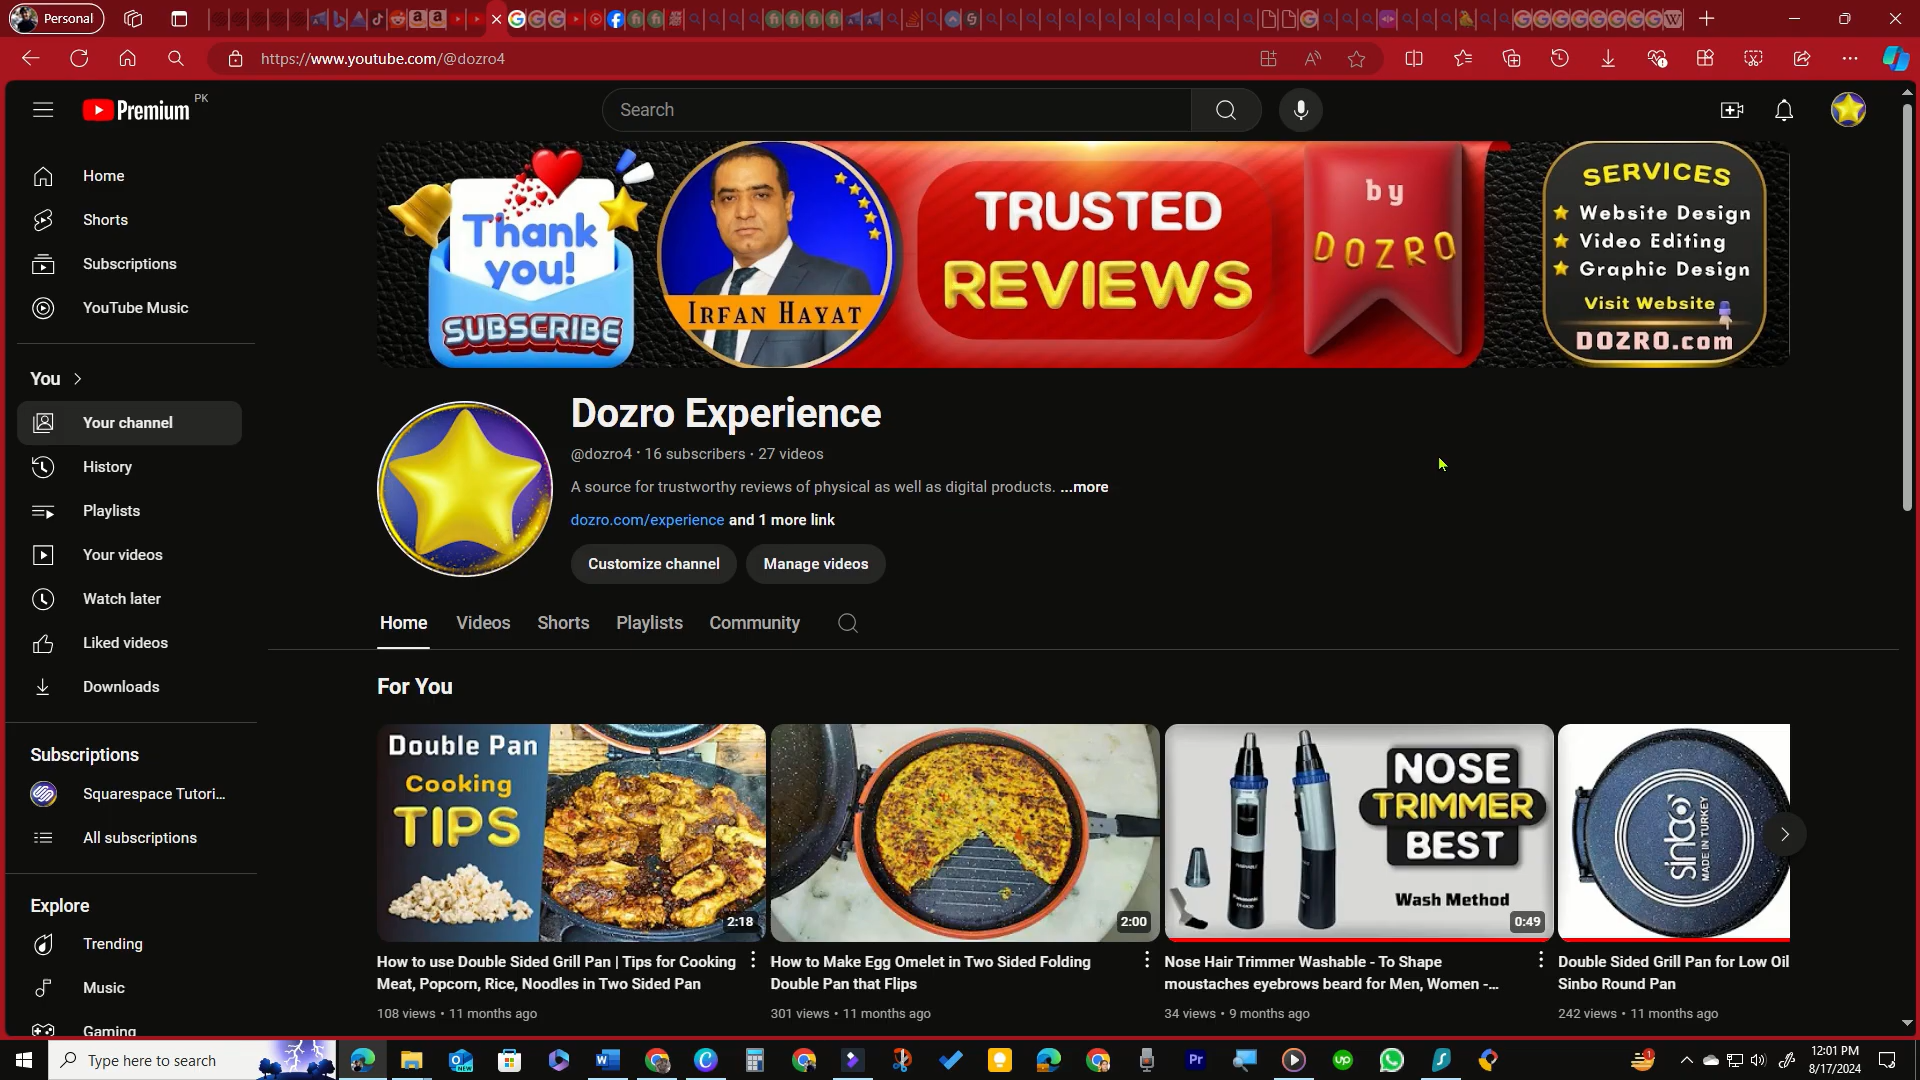 Personal
https://www.youtube.com/@dozro4
Premium PK
Search
Home
Shorts
Subscriptions
YouTube Music
You
Your channel
History
Playlists
Your videos
Watch later
Liked videos
Downloads
Subscriptions
Squarespace Tutori...
All subscriptions
Explore
Trending
Music
Gaming
Thank
you!
SUBSCRIBE
IRFAN HAYAT
TRUSTED
REVIEWS
by
DOZRO
SERVICES
Website Design
Video Editing
Graphic Design
Visit Website
DOZRO.com
Dozro Experience
@dozro4 · 16 subscribers · 27 videos
A source for trustworthy reviews of physical as well as digital products. ...more
dozro.com/experience and 1 more link
Customize channel
Manage videos
Home
Videos
Shorts
Playlists
Community
For You
Double Pan
Cooking
TIPS
2:18
How to use Double Sided Grill Pan | Tips for Cooking
Meat, Popcorn, Rice, Noodles in Two Sided Pan
108 views · 11 months ago
2:00
How to Make Egg Omelet in Two Sided Folding
Double Pan that Flips
301 views · 11 months ago
NOSE
TRIMMER
BEST
Wash Method
0:49
Nose Hair Trimmer Washable - To Shape
moustaches eyebrows beard for Men, Women -...
34 views · 9 months ago
sinbo
MADE IN TURKEY
Double Sided Grill Pan for Low Oil
Sinbo Round Pan
242 views · 11 months ago
Type here to search
12:01 PM
8/17/2024